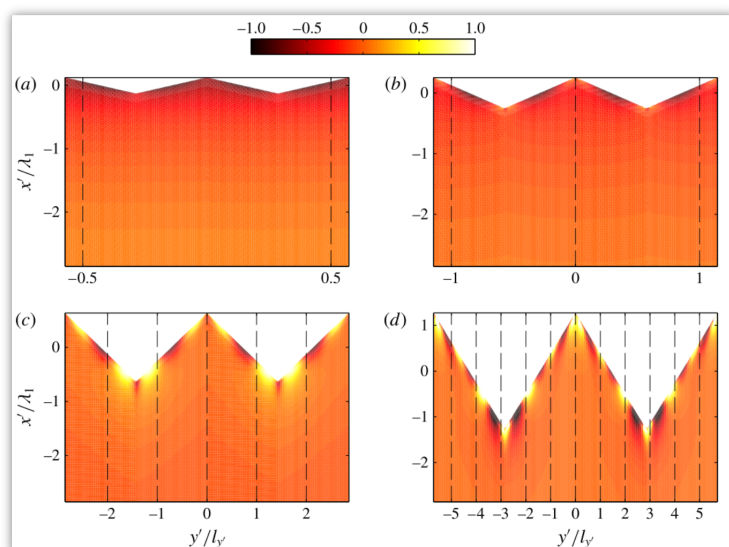 −1.0 −0.5 0 0.5 1.0
(a) (b)
0 0
−1 −1
x′/λ₁
−2 −2
−0.5 0.5 −1 0 1
(c) (d)
1
0 0
x′/λ₁
−1 −1
−2 −2
−2 −1 0 1 2 −5 −4 −3 −2 −1 0 1 2 3 4 5
y′/l_y′ y′/l_y′